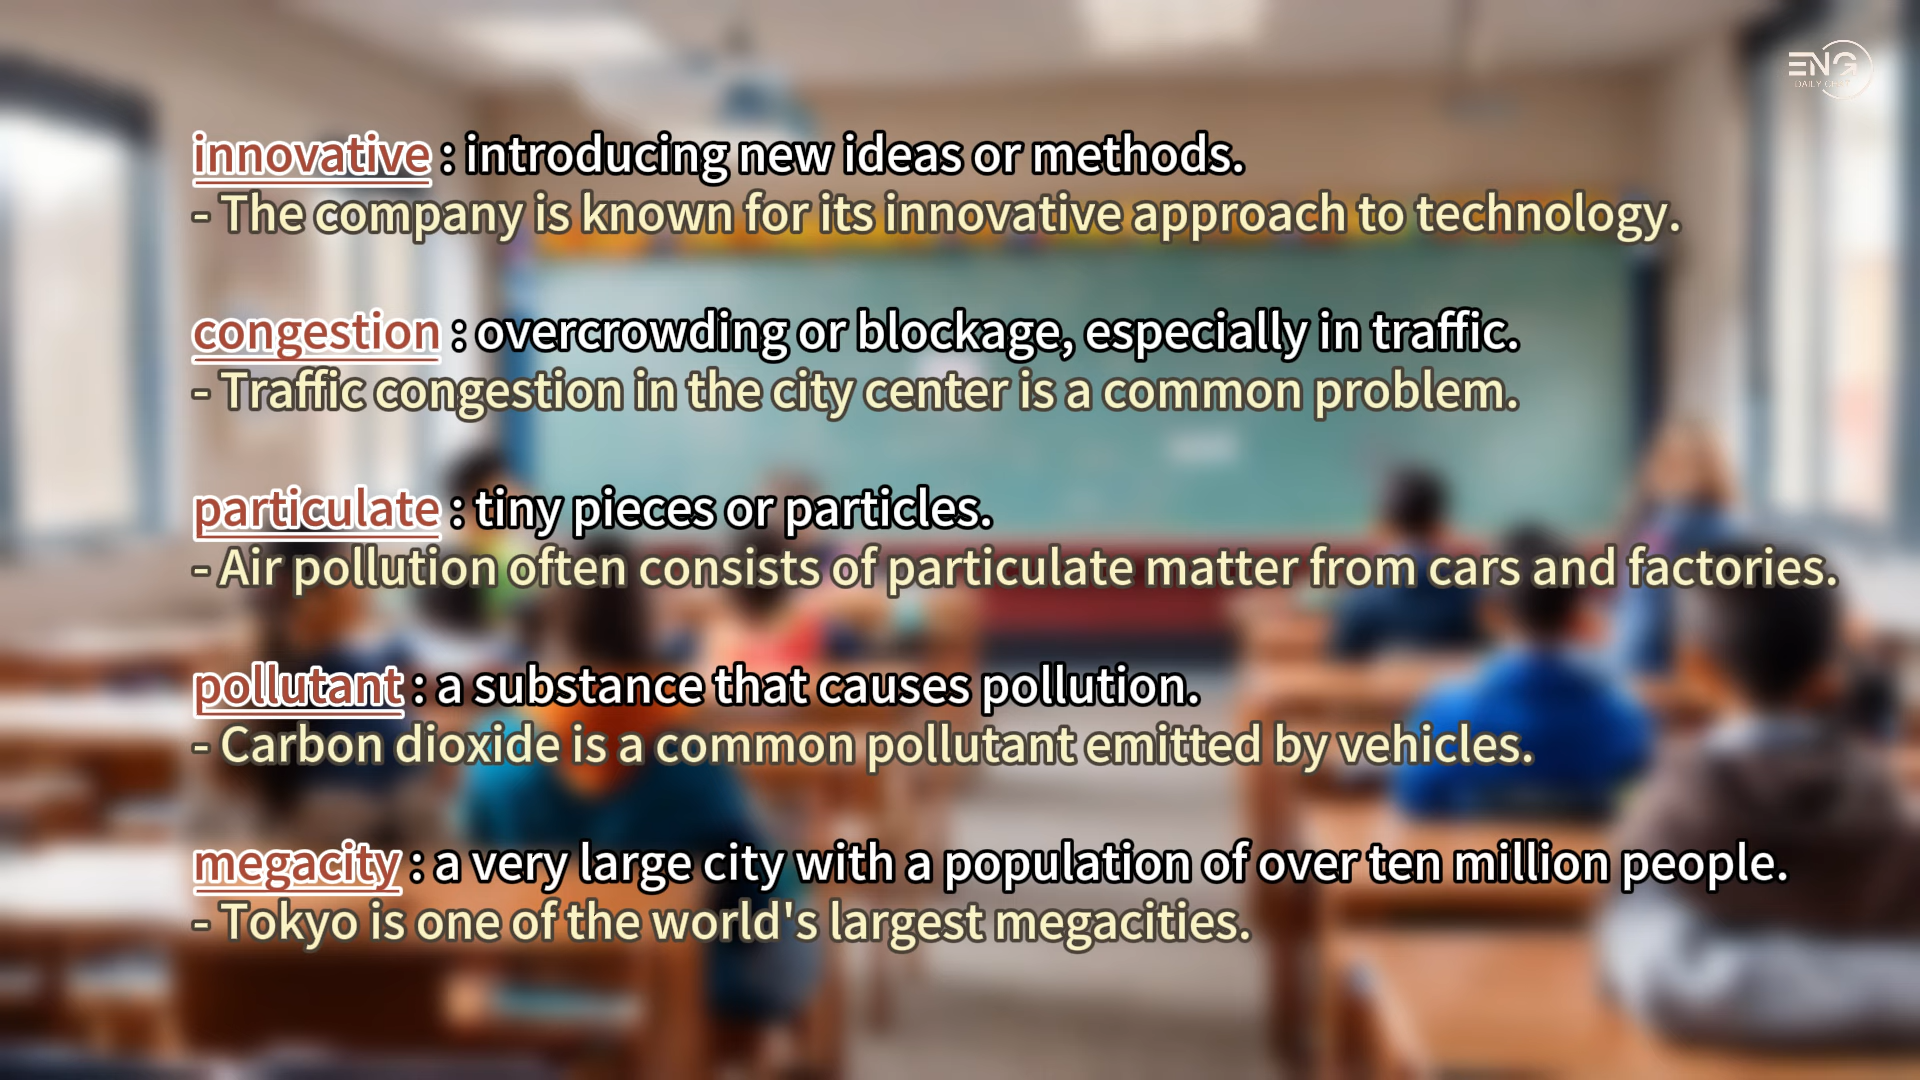 ENG
DAILY
innovative : introducing new ideas or methods.
- The company is known for its innovative approach to technology.
congestion : overcrowding or blockage, especially in traffic.
- Traffic congestion in the city center is a common problem.
particulate : tiny pieces or particles.
- Air pollution often consists of particulate matter from cars and factories.
pollutant : a substance that causes pollution.
- Carbon dioxide is a common pollutant emitted by vehicles.
megacity : a very large city with a population of over ten million people.
- Tokyo is one of the world's largest megacities.